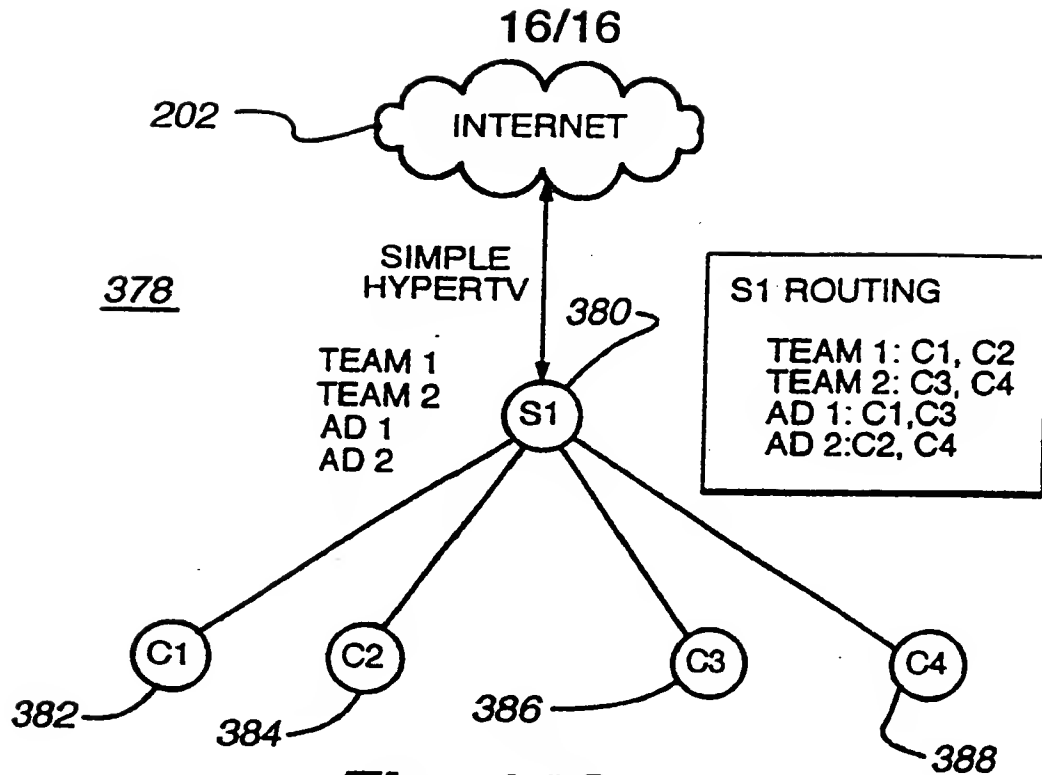 16/16
202
INTERNET
SIMPLE
HYPERTV
378
380
S1 ROUTING
TEAM 1: C1, C2
TEAM 2: C3, C4
AD 1: C1,C3
AD 2:C2, C4
TEAM 1
TEAM 2
AD 1
AD 2
S1
C1
C2
C3
C4
382
384
386
388